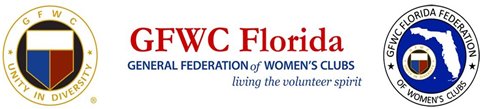 GFWC
UNITY IN DIVERSITY
®
GFWC Florida
GENERAL FEDERATION of WOMEN'S CLUBS
living the volunteer spirit
GFWC FLORIDA FEDERATION
OF WOMEN'S CLUBS